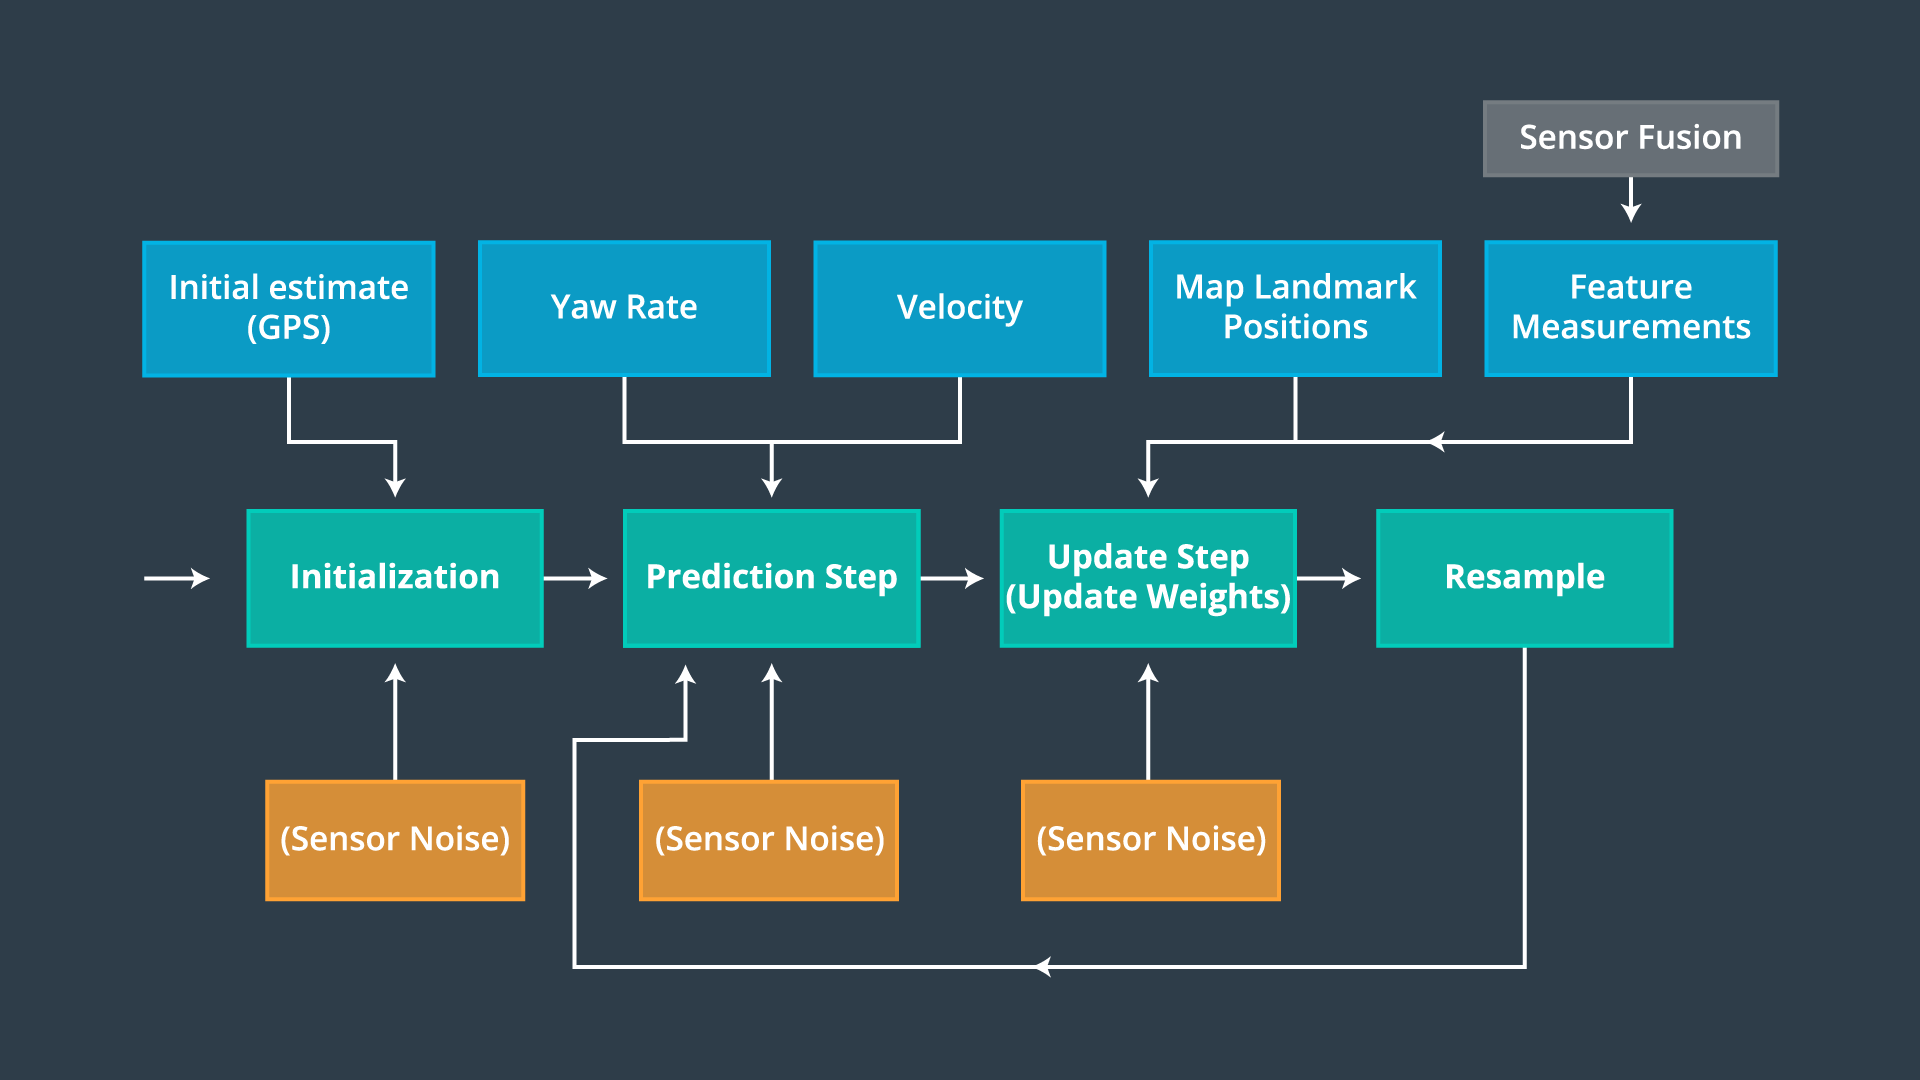 Sensor Fusion
Initial estimate
(GPS)
Yaw Rate
Velocity
Map Landmark
Positions
Feature
Measurements
Initialization
Prediction Step
Update Step
(Update Weights)
Resample
(Sensor Noise)
(Sensor Noise)
(Sensor Noise)